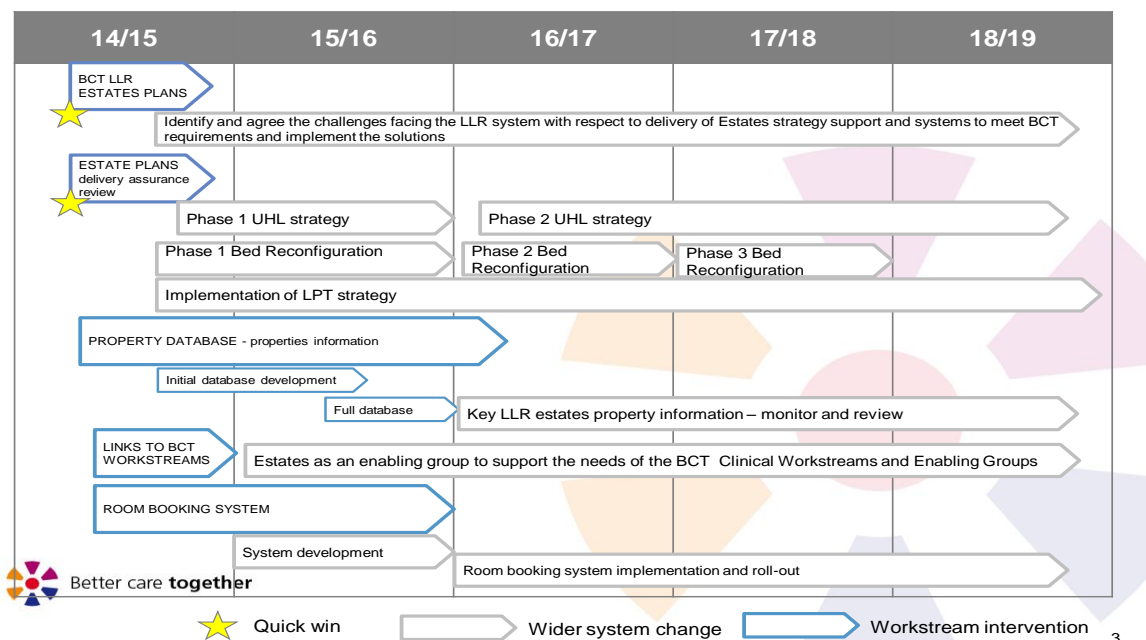 14/15 15/16 16/17 17/18 18/19
BCT LLR
ESTATES PLANS
Identify and agree the challenges facing the LLR system with respect to delivery of Estates strategy support and systems to meet BCT
requirements and implement the solutions
ESTATE PLANS
delivery assurance
review
Phase 1 UHL strategy
Phase 2 UHL strategy
Phase 1 Bed Reconfiguration
Phase 2 Bed
Reconfiguration
Phase 3 Bed
Reconfiguration
Implementation of LPT strategy
PROPERTY DATABASE - properties information
Initial database development
Full database
Key LLR estates property information – monitor and review
LINKS TO BCT
WORKSTREAMS
Estates as an enabling group to support the needs of the BCT Clinical Workstreams and Enabling Groups
ROOM BOOKING SYSTEM
System development
Room booking system implementation and roll-out
Better care together
Quick win
Wider system change
Workstream intervention
3